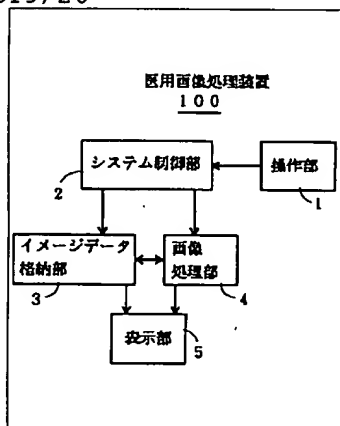 医用画像処理装置
100
システム制御部
2
操作部
1
イメージデータ
格納部
3
画像
処理部
4
表示部
5